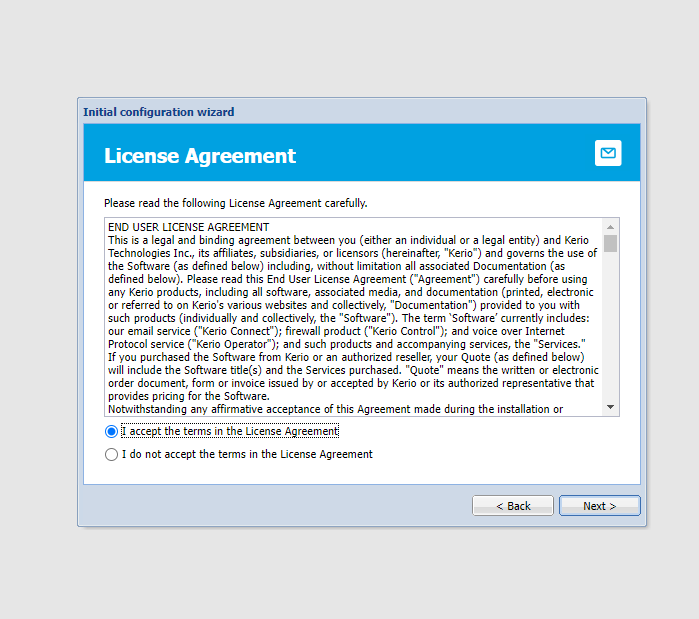 Initial configuration wizard
License Agreement
Please read the following License Agreement carefully.
END USER LICENSE AGREEMENT
This is a legal and binding agreement between you (either an individual or a legal entity) and Kerio
Technologies Inc., its affiliates, subsidiaries, or licensors (hereinafter, "Kerio") and governs the use of
the Software (as defined below) including, without limitation all associated Documentation (as
defined below). Please read this End User License Agreement ("Agreement") carefully before using
any Kerio products, including all software, associated media, and documentation (printed, electronic
or referred to on Kerio's various websites and collectively, "Documentation") provided to you with
such products (individually and collectively, the "Software"). The term ‘Software’ currently includes:
our email service ("Kerio Connect"); firewall product ("Kerio Control"); and voice over Internet
Protocol service ("Kerio Operator"); and such products and accompanying services, the "Services."
If you purchased the Software from Kerio or an authorized reseller, your Quote (as defined below)
will include the Software title(s) and the Services purchased. "Quote" means the written or electronic
order document, form or invoice issued by or accepted by Kerio or its authorized representative that
provides pricing for the Software.
Notwithstanding any affirmative acceptance of this Agreement made during the installation or
I accept the terms in the License Agreement
I do not accept the terms in the License Agreement
< Back
Next >